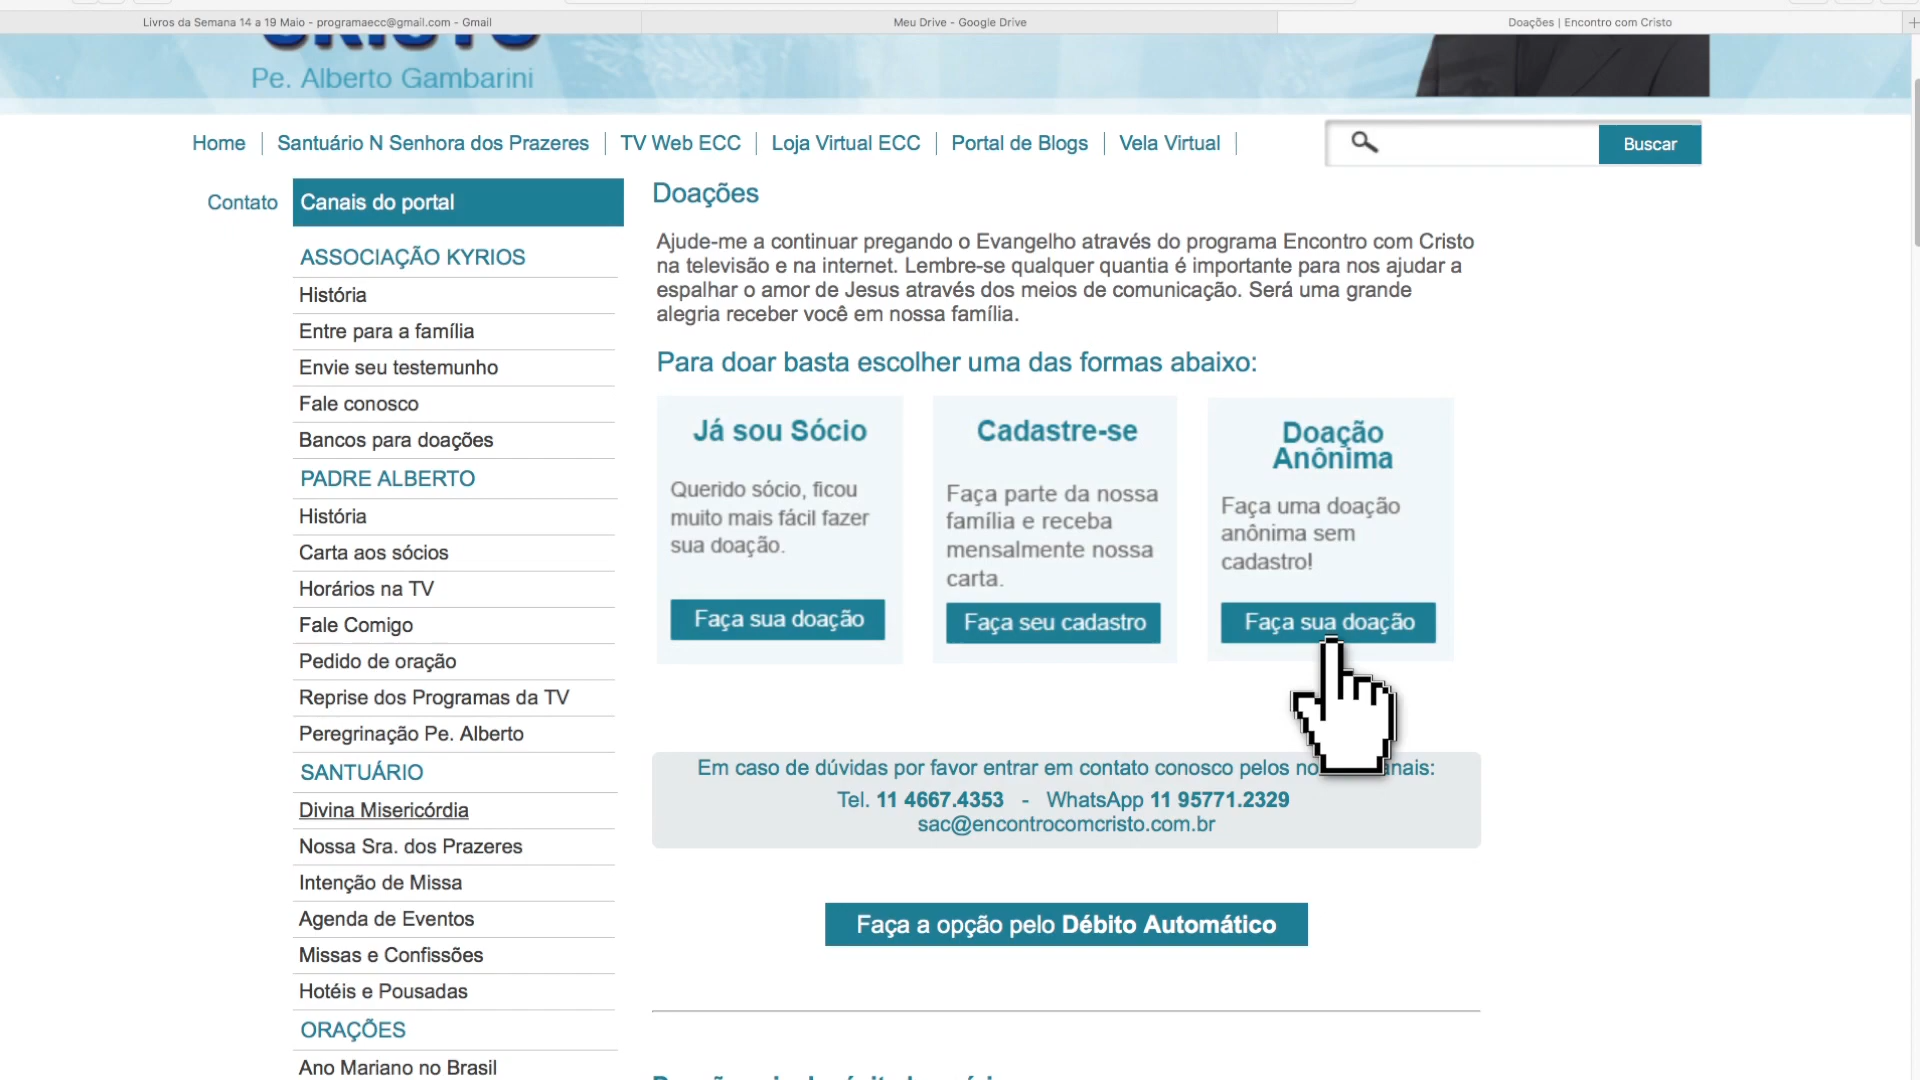 Livros da Semana 14 a 19 Maio - programaecc@gmail.com - Gmail
Meu Drive - Google Drive
Doações | Encontro com Cristo
CRISTO
Pe. Alberto Gambarini
Home
Santuário N Senhora dos Prazeres
TV Web ECC
Loja Virtual ECC
Portal de Blogs
Vela Virtual
Buscar
Contato
Canais do portal
ASSOCIAÇÃO KYRIOS
História
Entre para a família
Envie seu testemunho
Fale conosco
Bancos para doações
PADRE ALBERTO
História
Carta aos sócios
Horários na TV
Fale Comigo
Pedido de oração
Reprise dos Programas da TV
Peregrinação Pe. Alberto
SANTUÁRIO
Divina Misericórdia
Nossa Sra. dos Prazeres
Intenção de Missa
Agenda de Eventos
Missas e Confissões
Hotéis e Pousadas
ORAÇÕES
Ano Mariano no Brasil
Doações
Ajude-me a continuar pregando o Evangelho através do programa Encontro com Cristo
na televisão e na internet. Lembre-se qualquer quantia é importante para nos ajudar a
espalhar o amor de Jesus através dos meios de comunicação. Será uma grande
alegria receber você em nossa família.
Para doar basta escolher uma das formas abaixo:
Já sou Sócio
Querido sócio, ficou
muito mais fácil fazer
sua doação.
Faça sua doação
Cadastre-se
Faça parte da nossa
família e receba
mensalmente nossa
carta.
Faça seu cadastro
Doação
Anônima
Faça uma doação
anônima sem
cadastro!
Faça sua doação
Em caso de dúvidas por favor entrar em contato conosco pelos
Tel. 11 4667.4353 - WhatsApp 11 95771.2329
sac@encontrocomcristo.com.br
Faça a opção pelo Débito Automático